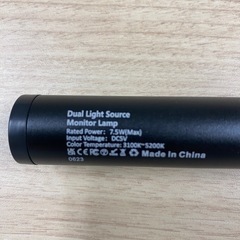 Dual Light Source
Monitor Lamp
Rated Power: 7.5W(Max)
Input Voltage: DC5V
Color Temperature: 3100K~5200K
Made In China
0623